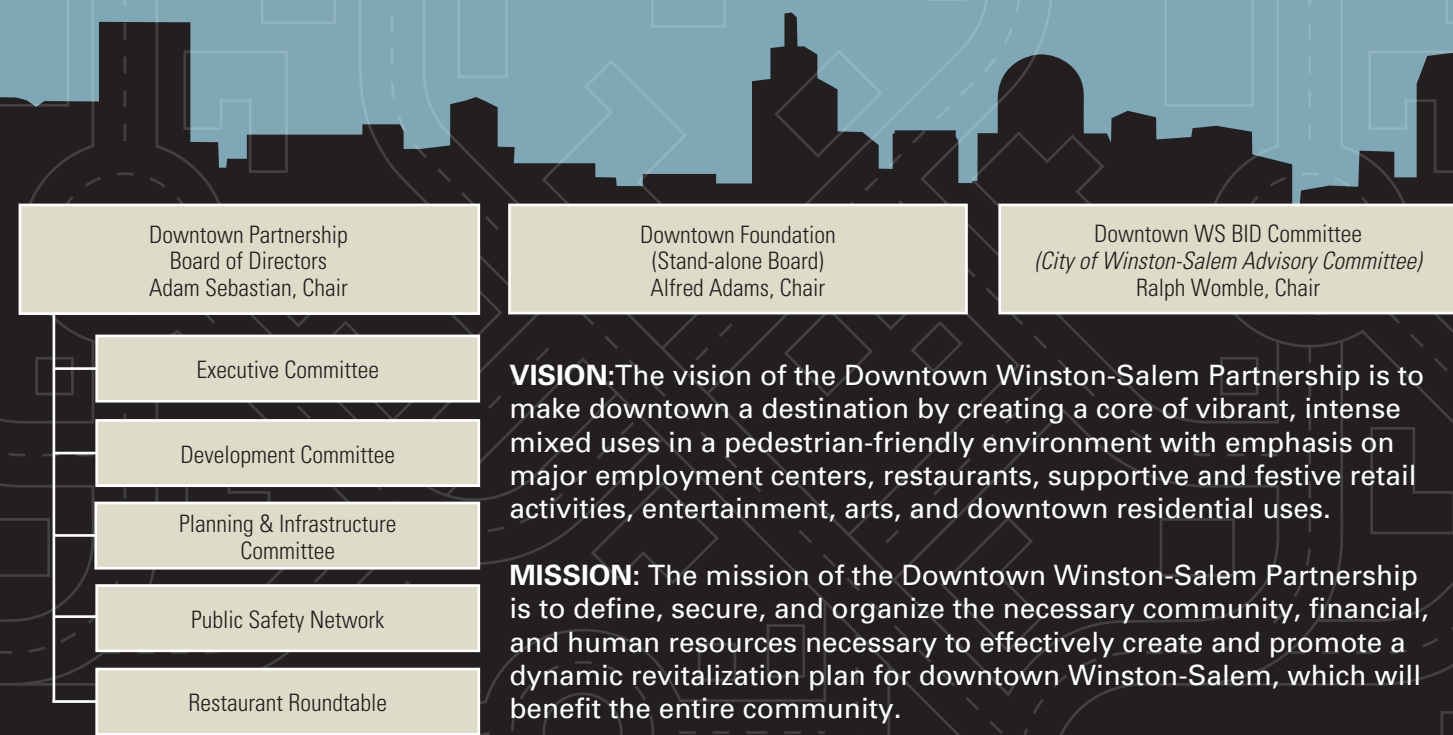 Downtown Partnership
Board of Directors
Adam Sebastian, Chair
Downtown Foundation
(Stand-alone Board)
Alfred Adams, Chair
Downtown WS BID Committee
(City of Winston-Salem Advisory Committee)
Ralph Womble, Chair
Executive Committee
Development Committee
Planning & Infrastructure
Committee
Public Safety Network
Restaurant Roundtable
VISION:The vision of the Downtown Winston-Salem Partnership is to
make downtown a destination by creating a core of vibrant, intense
mixed uses in a pedestrian-friendly environment with emphasis on
major employment centers, restaurants, supportive and festive retail
activities, entertainment, arts, and downtown residential uses.
MISSION: The mission of the Downtown Winston-Salem Partnership
is to define, secure, and organize the necessary community, financial,
and human resources necessary to effectively create and promote a
dynamic revitalization plan for downtown Winston-Salem, which will
benefit the entire community.